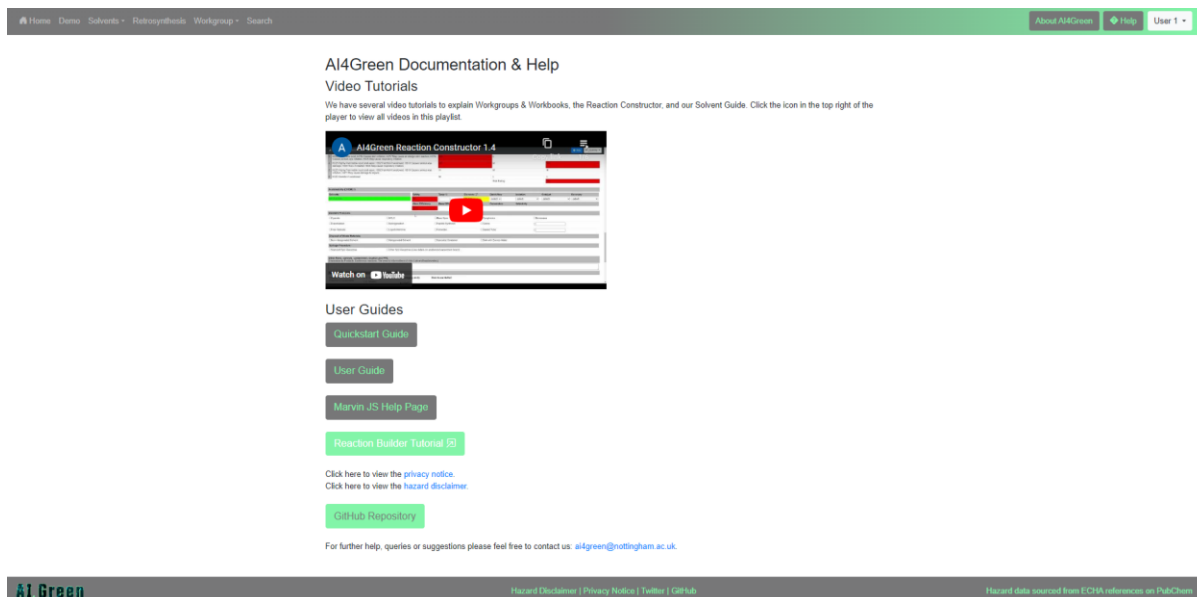 Home Demo Solvents Retrosynthesis Workgroup Search
About AI4Green Help User 1
AI4Green Documentation & Help
Video Tutorials
We have several video tutorials to explain Workgroups & Workbooks, the Reaction Constructor, and our Solvent Guide. Click the icon in the top right of the
player to view all videos in this playlist.
A AI4Green Reaction Constructor 1.4
Watch on YouTube
User Guides
Quickstart Guide
User Guide
Marvin JS Help Page
Reaction Builder Tutorial
Click here to view the privacy notice.
Click here to view the hazard disclaimer.
GitHub Repository
For further help, queries or suggestions please feel free to contact us: ai4green@nottingham.ac.uk.
AI Green
Hazard Disclaimer | Privacy Notice | Twitter | GitHub
Hazard data sourced from ECHA references on PubChem